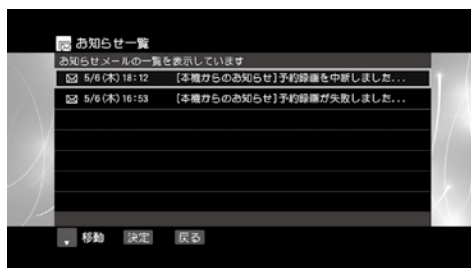 お知らせ一覧
お知らせメールの一覧を表示しています
5/6(木)18:12 [本機からのお知らせ]予約録画を中断しました...
5/6(木)16:53 [本機からのお知らせ]予約録画が失敗しました...
移動 決定 戻る